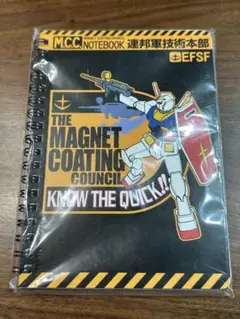 MCC
NOTEBOOK 連邦軍技術本部
EFSF
THE
MAGNET
COATING
COUNCIL
KNOW THE QUICK!!